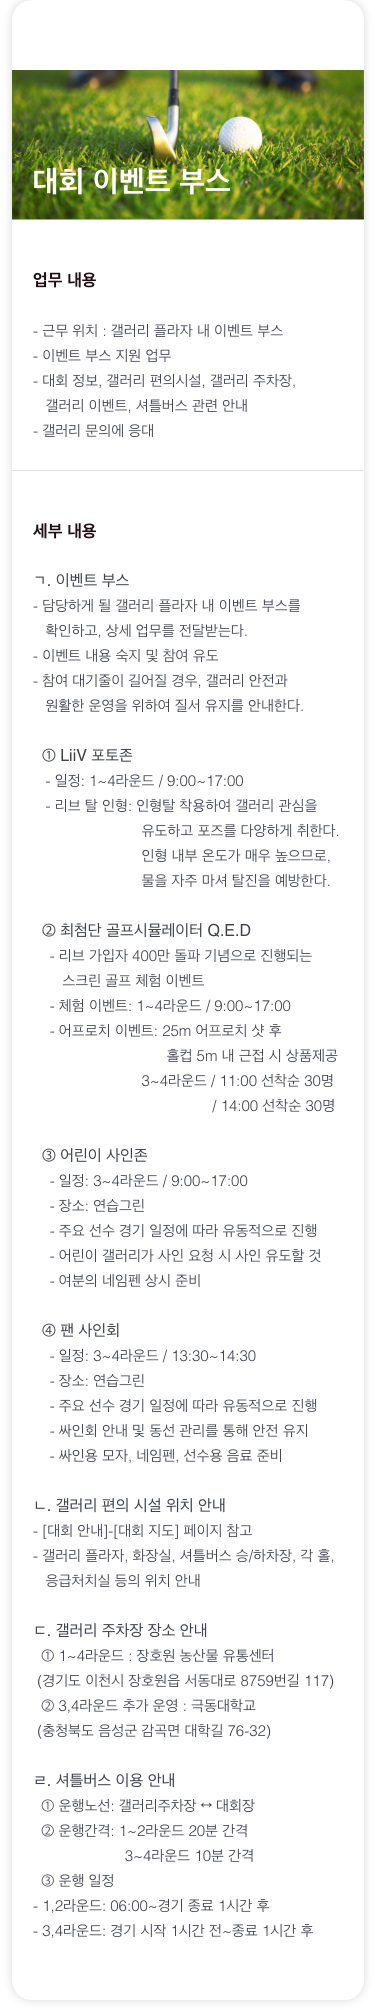 대회 이벤트 부스
업무 내용
- 근무 위치 : 갤러리 플라자 내 이벤트 부스
- 이벤트 부스 지원 업무
- 대회 정보, 갤러리 편의시설, 갤러리 주차장,
갤러리 이벤트, 셔틀버스 관련 안내
- 갤러리 문의에 응대
세부 내용
ㄱ. 이벤트 부스
- 담당하게 될 갤러리 플라자 내 이벤트 부스를
확인하고, 상세 업무를 전달받는다.
- 이벤트 내용 숙지 및 참여 유도
- 참여 대기줄이 길어질 경우, 갤러리 안전과
원활한 운영을 위하여 질서 유지를 안내한다.
① LiiV 포토존
- 일정: 1~4라운드 / 9:00~17:00
- 리브 탈 인형: 인형탈 착용하여 갤러리 관심을
유도하고 포즈를 다양하게 취한다.
인형 내부 온도가 매우 높으므로,
물을 자주 마셔 탈진을 예방한다.
② 최첨단 골프시뮬레이터 Q.E.D
- 리브 가입자 400만 돌파 기념으로 진행되는
스크린 골프 체험 이벤트
- 체험 이벤트: 1~4라운드 / 9:00~17:00
- 어프로치 이벤트: 25m 어프로치 샷 후
홀컵 5m 내 근접 시 상품제공
3~4라운드 / 11:00 선착순 30명
/ 14:00 선착순 30명
③ 어린이 사인존
- 일정: 3~4라운드 / 9:00~17:00
- 장소: 연습그린
- 주요 선수 경기 일정에 따라 유동적으로 진행
- 어린이 갤러리가 사인 요청 시 사인 유도할 것
- 여분의 네임펜 상시 준비
④ 팬 사인회
- 일정: 3~4라운드 / 13:30~14:30
- 장소: 연습그린
- 주요 선수 경기 일정에 따라 유동적으로 진행
- 싸인회 안내 및 동선 관리를 통해 안전 유지
- 싸인용 모자, 네임펜, 선수용 음료 준비
ㄴ. 갤러리 편의 시설 위치 안내
- [대회 안내]-[대회 지도] 페이지 참고
- 갤러리 플라자, 화장실, 셔틀버스 승/하차장, 각 홀,
응급처치실 등의 위치 안내
ㄷ. 갤러리 주차장 장소 안내
① 1~4라운드 : 장호원 농산물 유통센터
(경기도 이천시 장호원읍 서동대로 8759번길 117)
② 3,4라운드 추가 운영 : 극동대학교
(충청북도 음성군 감곡면 대학길 76-32)
ㄹ. 셔틀버스 이용 안내
① 운행노선: 갤러리주차장 ↔ 대회장
② 운행간격: 1~2라운드 20분 간격
3~4라운드 10분 간격
③ 운행 일정
- 1,2라운드: 06:00~경기 종료 1시간 후
- 3,4라운드: 경기 시작 1시간 전~종료 1시간 후